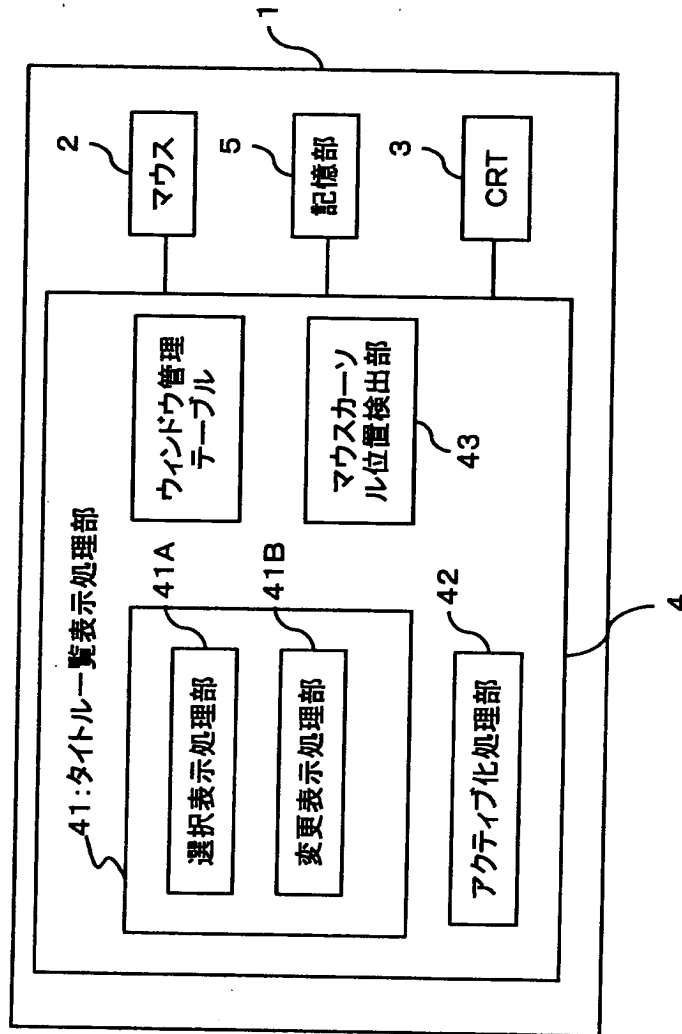 1
41:タイトル一覧表示処理部
41A
選択表示処理部
41B
変更表示処理部
42
アクティブ化処理部
ウィンドウ管理
テーブル
マウスカーソ
ル位置検出部
43
2
マウス
5
記憶部
3
CRT
4